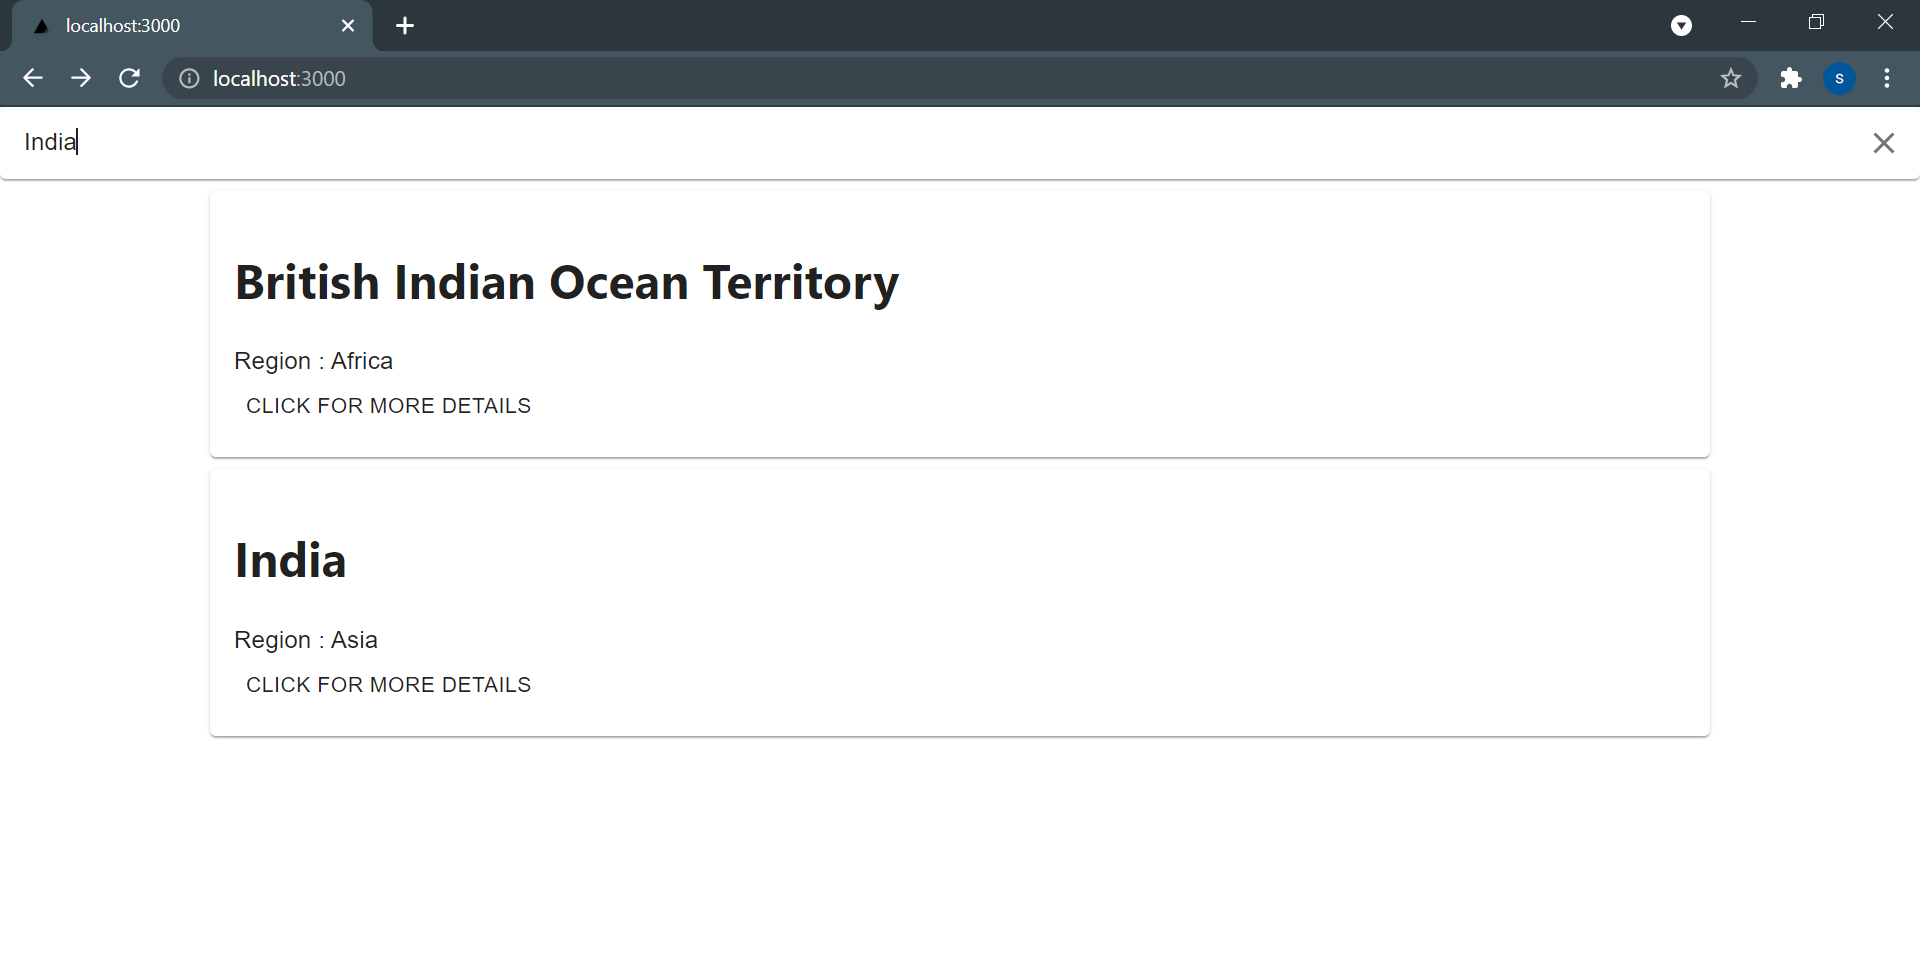 localhost:3000
localhost:3000
S
India
British Indian Ocean Territory
Region : Africa
CLICK FOR MORE DETAILS
India
Region : Asia
CLICK FOR MORE DETAILS